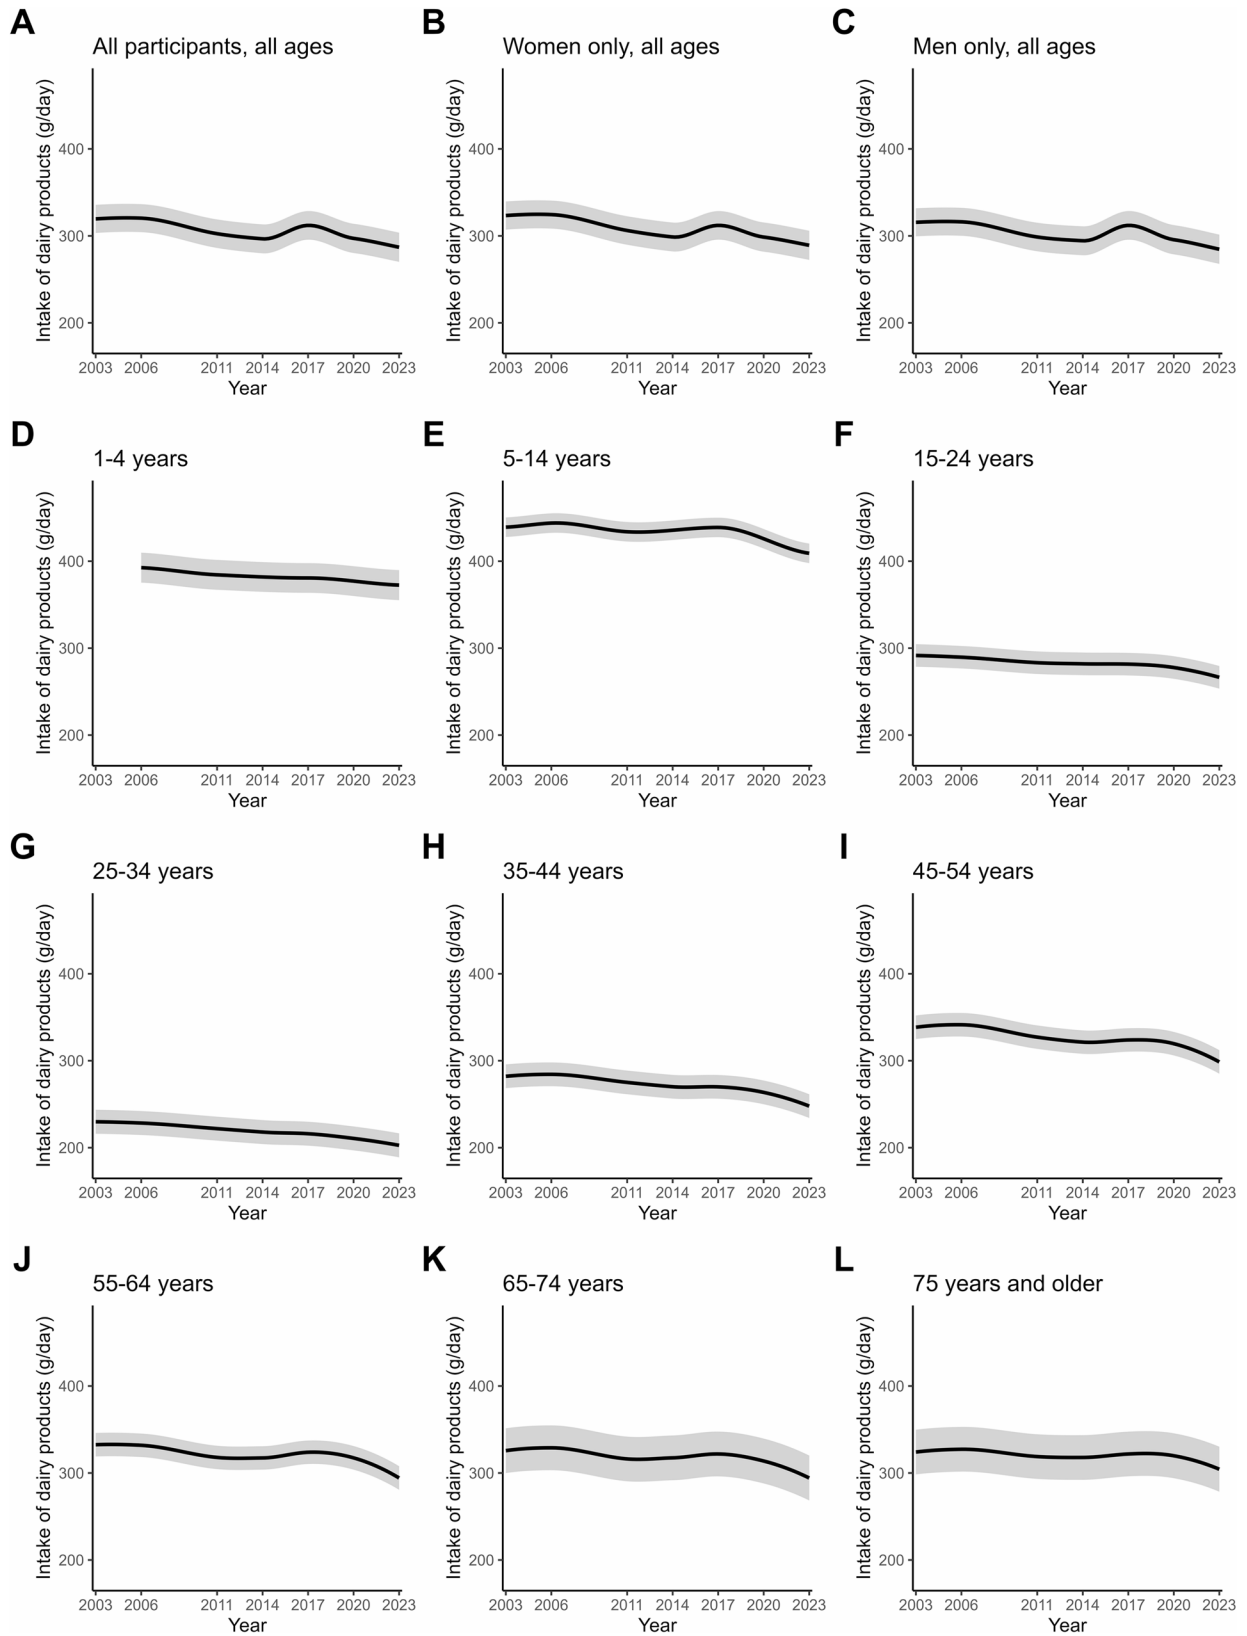 A
All participants, all ages
Intake of dairy products (g/day)
400
300
200
2003 2006 2011 2014 2017 2020 2023
Year
B
Women only, all ages
Intake of dairy products (g/day)
400
300
200
2003 2006 2011 2014 2017 2020 2023
Year
C
Men only, all ages
Intake of dairy products (g/day)
400
300
200
2003 2006 2011 2014 2017 2020 2023
Year
D
1-4 years
Intake of dairy products (g/day)
400
300
200
2003 2006 2011 2014 2017 2020 2023
Year
E
5-14 years
Intake of dairy products (g/day)
400
300
200
2003 2006 2011 2014 2017 2020 2023
Year
F
15-24 years
Intake of dairy products (g/day)
400
300
200
2003 2006 2011 2014 2017 2020 2023
Year
G
25-34 years
Intake of dairy products (g/day)
400
300
200
2003 2006 2011 2014 2017 2020 2023
Year
H
35-44 years
Intake of dairy products (g/day)
400
300
200
2003 2006 2011 2014 2017 2020 2023
Year
I
45-54 years
Intake of dairy products (g/day)
400
300
200
2003 2006 2011 2014 2017 2020 2023
Year
J
55-64 years
Intake of dairy products (g/day)
400
300
200
2003 2006 2011 2014 2017 2020 2023
Year
K
65-74 years
Intake of dairy products (g/day)
400
300
200
2003 2006 2011 2014 2017 2020 2023
Year
L
75 years and older
Intake of dairy products (g/day)
400
300
200
2003 2006 2011 2014 2017 2020 2023
Year